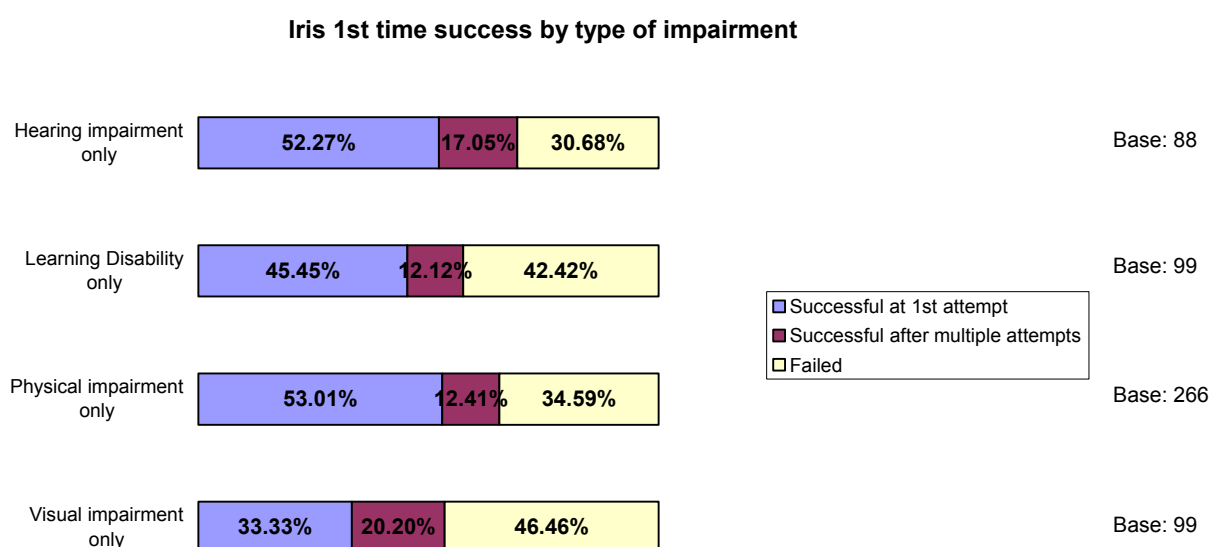 Iris 1st time success by type of impairment
Hearing impairment
only
52.27% 17.05% 30.68%
Base: 88
Learning Disability
only
45.45% 12.12% 42.42%
Base: 99
Successful at 1st attempt
Successful after multiple attempts
Failed
Physical impairment
only
53.01% 12.41% 34.59%
Base: 266
Visual impairment
only
33.33% 20.20% 46.46%
Base: 99